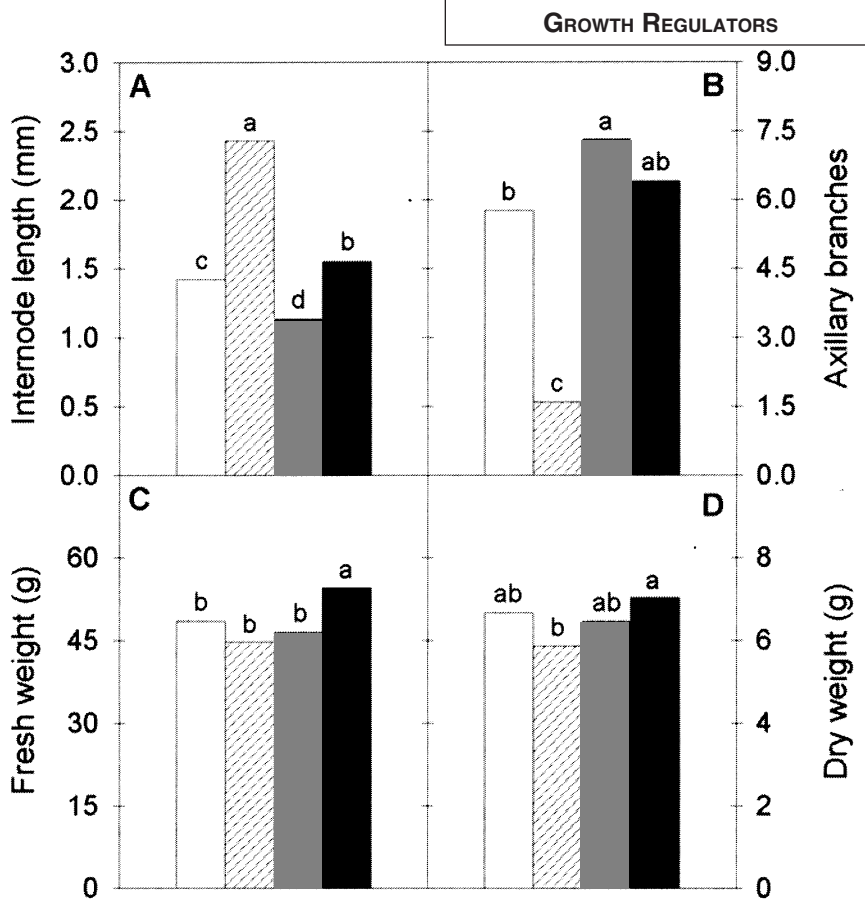 GROWTH REGULATORS
3.0
2.5
2.0
1.5
1.0
0.5
0.0
Internode length (mm)
A
c
a
d
b
B
b
c
a
ab
9.0
7.5
6.0
4.5
3.0
1.5
0.0
Axillary branches
60
45
30
15
0
Fresh weight (g)
C
b
b
b
a
D
ab
b
ab
a
8
6
4
2
0
Dry weight (g)